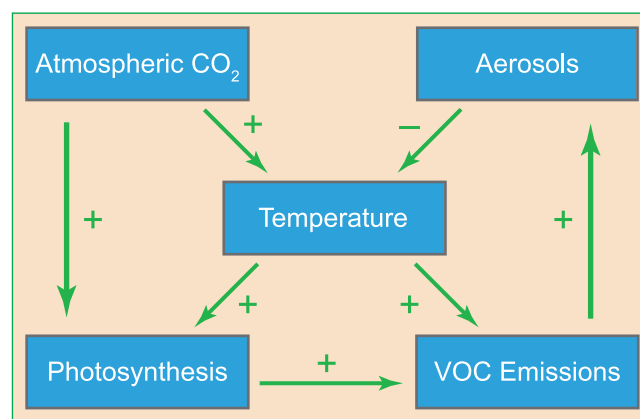 Atmospheric CO₂
Aerosols
+
−
Temperature
+
+
+
+
Photosynthesis
+
VOC Emissions